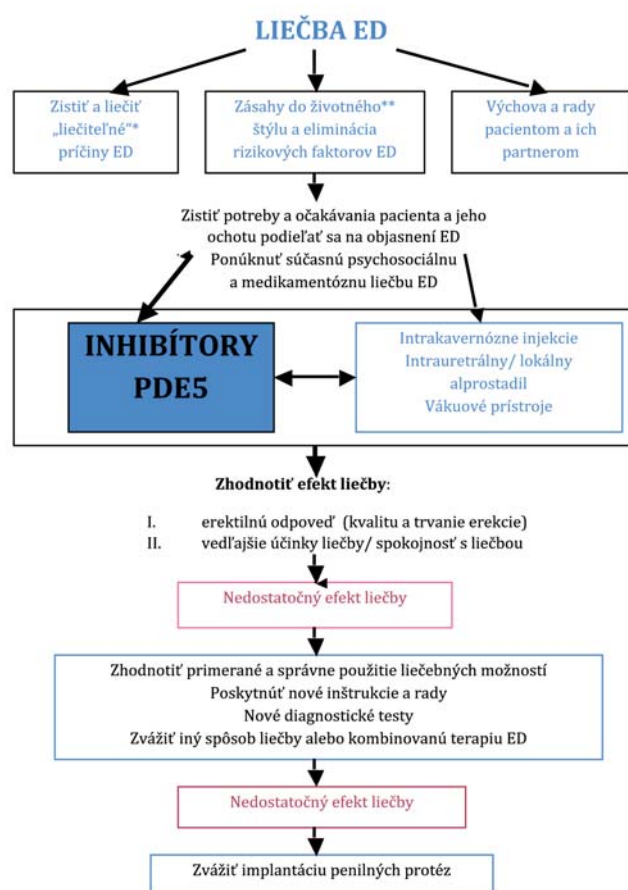 LIEČBA ED
Zistiť a liečiť
„liečiteľné“*
príčiny ED
Zásahy do životného**
štýlu a eliminácia
rizikových faktorov ED
Výchova a rady
pacientom a ich
partnerom
Zistiť potreby a očakávania pacienta a jeho
ochotu podieľať sa na objasnení ED
Ponúknuť súčasnú psychosociálnu
a medikamentóznu liečbu ED
INHIBÍTORY
PDE5
Intrakavernózne injekcie
Intrauretrálny/ lokálny
alprostadil
Vákuové prístroje
Zhodnotiť efekt liečby:
I. erektilnú odpoveď (kvalitu a trvanie erekcie)
II. vedľajšie účinky liečby/ spokojnosť s liečbou
Nedostatočný efekt liečby
Zhodnotiť primerané a správne použitie liečebných možností
Poskytnúť nové inštrukcie a rady
Nové diagnostické testy
Zvážiť iný spôsob liečby alebo kombinovanú terapiu ED
Nedostatočný efekt liečby
Zvážiť implantáciu penilných protéz